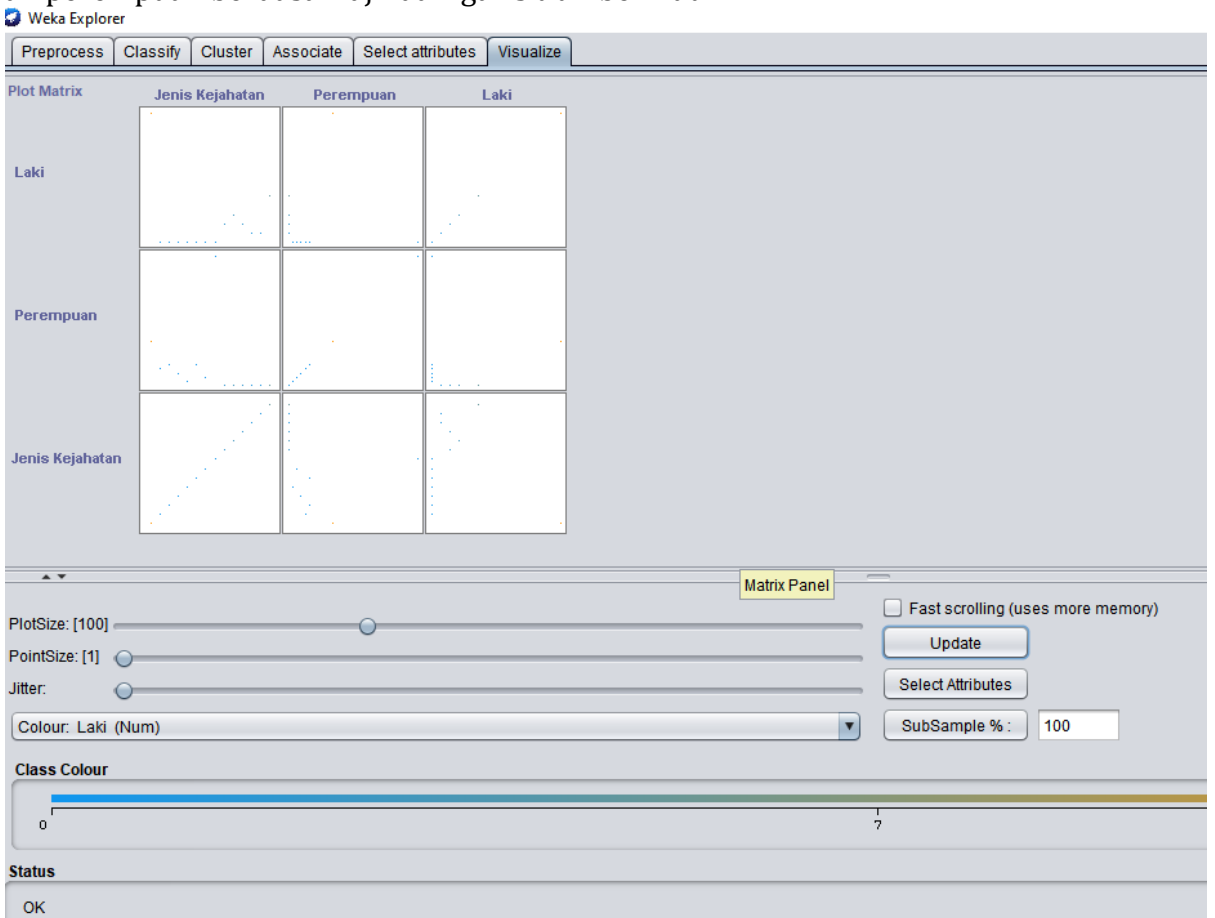 Weka Explorer
Preprocess Classify Cluster Associate Select attributes Visualize
Plot Matrix Jenis Kejahatan Perempuan Laki
Laki
Perempuan
Jenis Kejahatan
Matrix Panel
PlotSize: [100]
PointSize: [1]
Jitter:
Fast scrolling (uses more memory)
Update
Select Attributes
Colour: Laki (Num)
SubSample % : 100
Class Colour
0 7
Status
OK